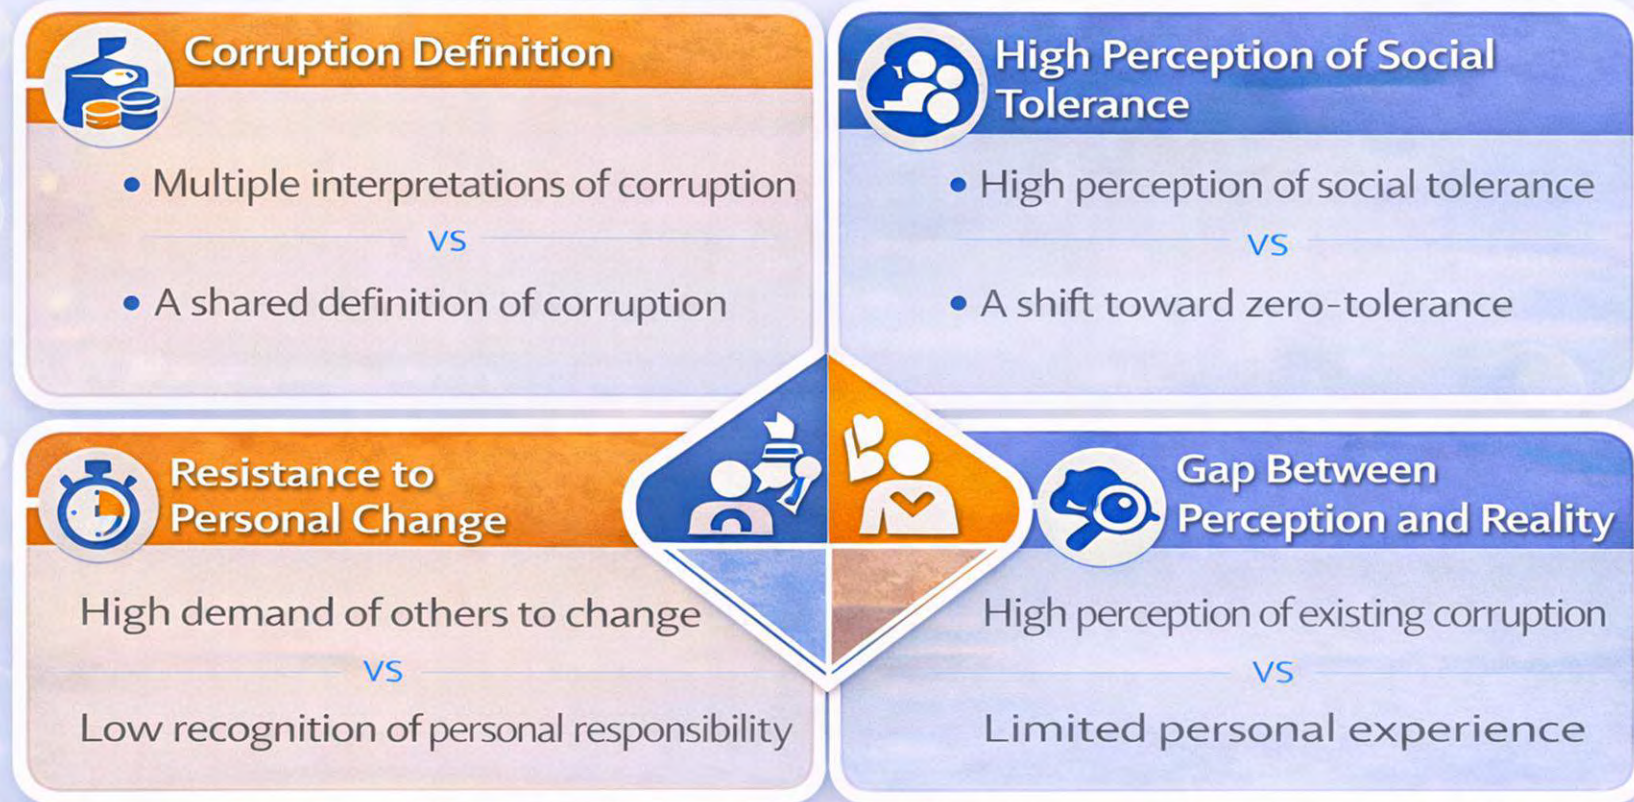 Corruption Definition
• Multiple interpretations of corruption
VS
• A shared definition of corruption
High Perception of Social
Tolerance
• High perception of social tolerance
VS
• A shift toward zero-tolerance
Resistance to
Personal Change
High demand of others to change
VS
Low recognition of personal responsibility
Gap Between
Perception and Reality
High perception of existing corruption
VS
Limited personal experience